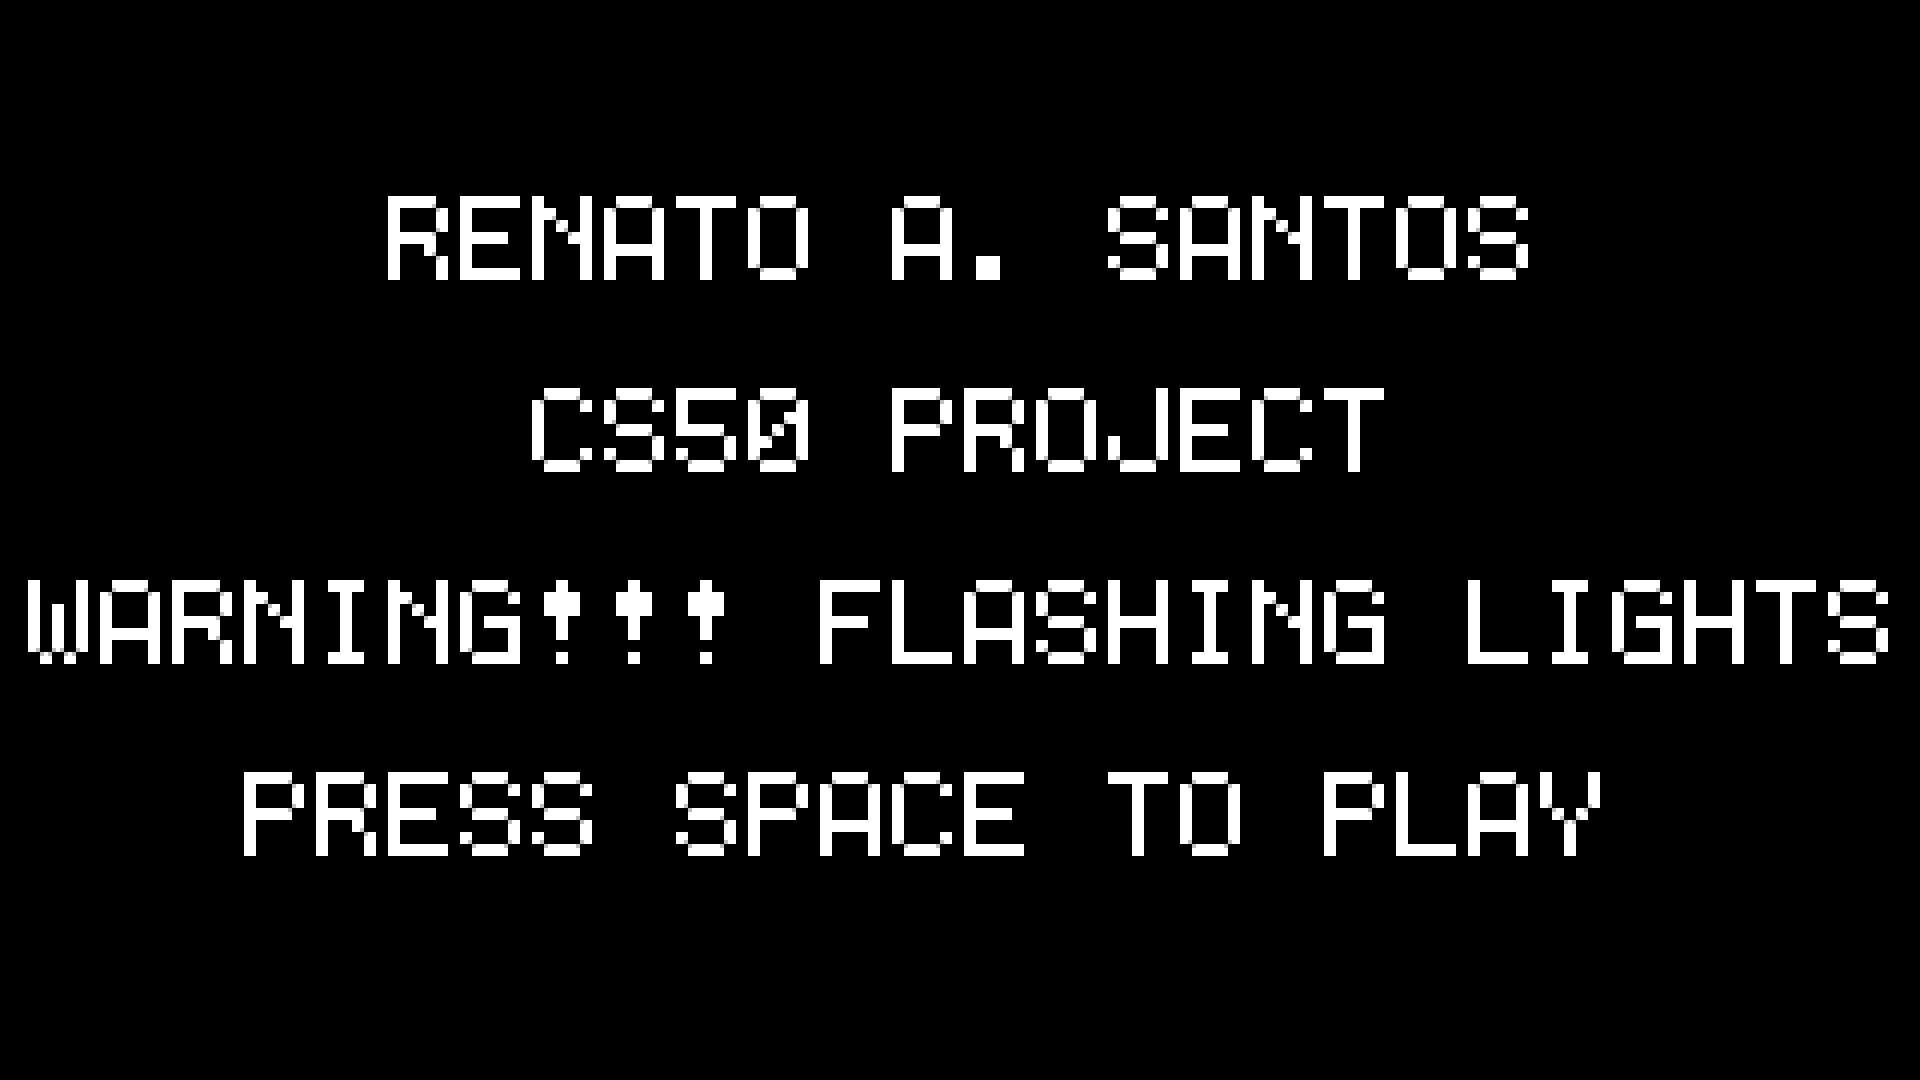 RENATO A. SANTOS
CS50 PROJECT
WARNING!!! FLASHING LIGHTS
PRESS SPACE TO PLAY